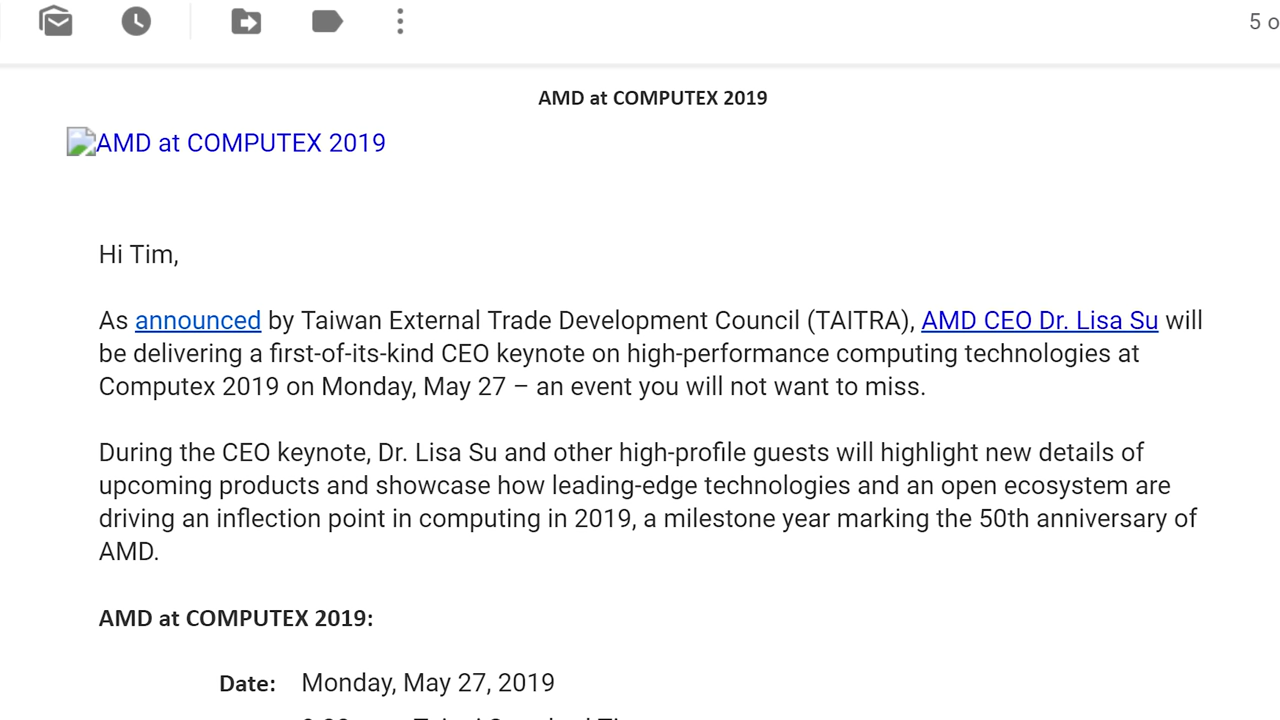 5 o
AMD at COMPUTEX 2019
AMD at COMPUTEX 2019
Hi Tim,
As announced by Taiwan External Trade Development Council (TAITRA), AMD CEO Dr. Lisa Su will
be delivering a first-of-its-kind CEO keynote on high-performance computing technologies at
Computex 2019 on Monday, May 27 – an event you will not want to miss.
During the CEO keynote, Dr. Lisa Su and other high-profile guests will highlight new details of
upcoming products and showcase how leading-edge technologies and an open ecosystem are
driving an inflection point in computing in 2019, a milestone year marking the 50th anniversary of
AMD.
AMD at COMPUTEX 2019:
Date: Monday, May 27, 2019